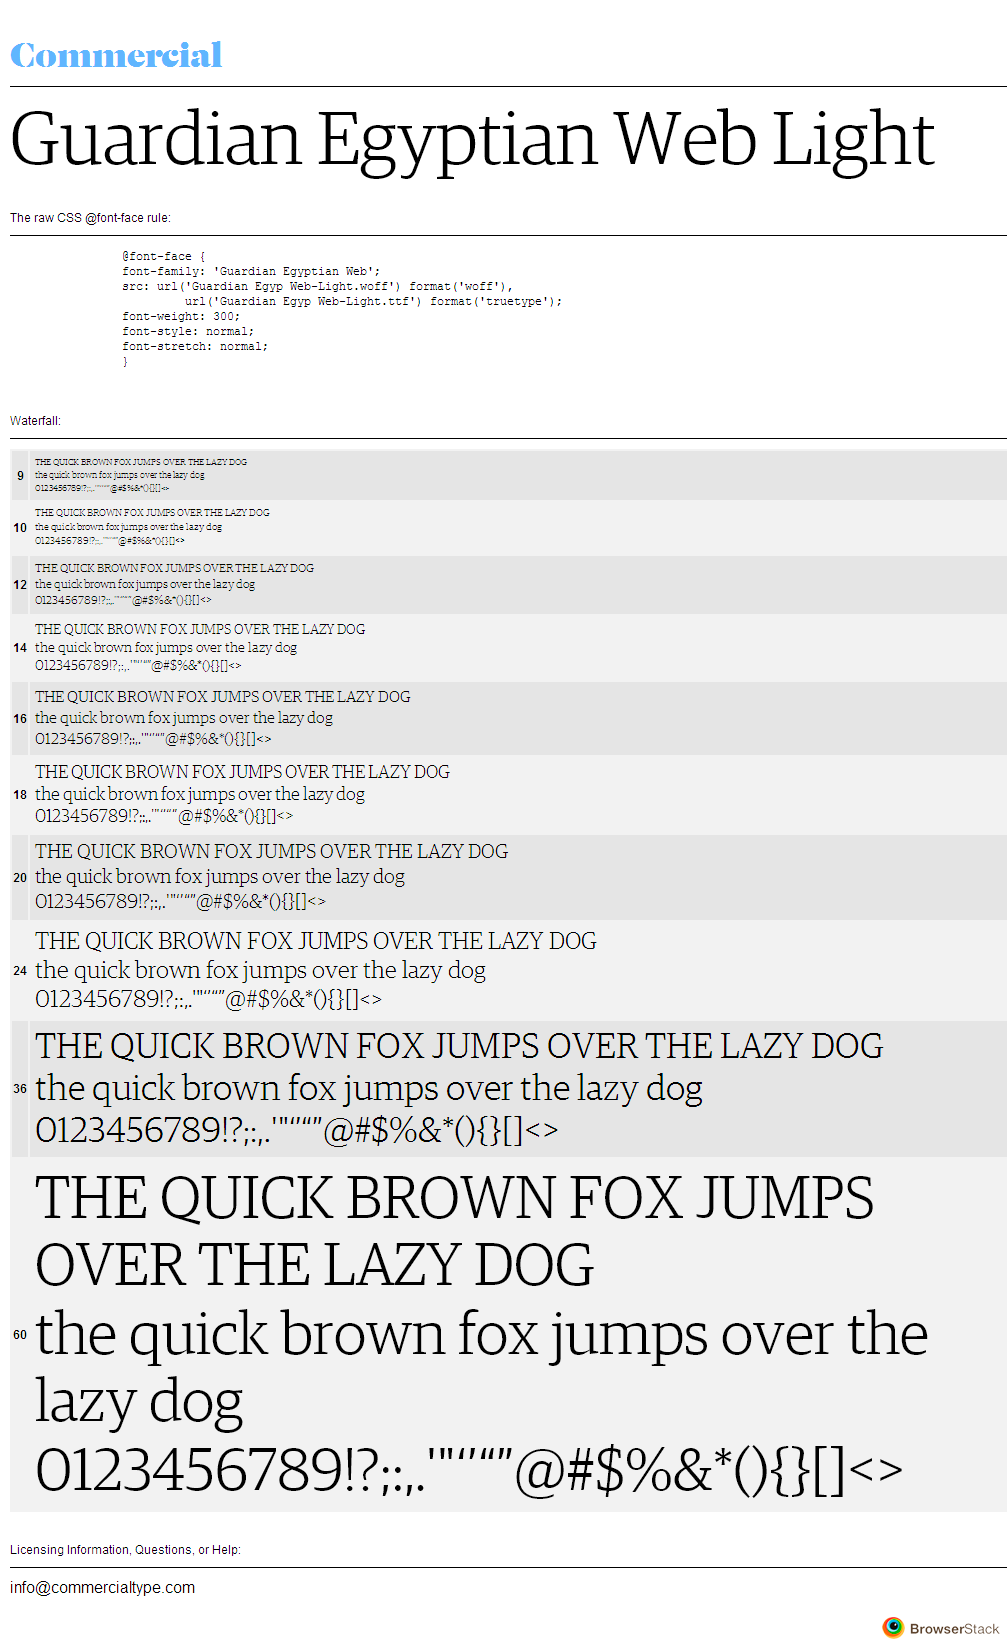 Commercial
Guardian Egyptian Web Light
The raw CSS @font-face rule:
@font-face {
font-family: 'Guardian Egyptian Web';
src: url('Guardian Egyp Web-Light.woff') format('woff'),
url('Guardian Egyp Web-Light.ttf') format('truetype');
font-weight: 300;
font-style: normal;
font-stretch: normal;
}
Waterfall:
THE QUICK BROWN FOX JUMPS OVER THE LAZY DOG
9 the quick brown fox jumps over the lazy dog
0123456789!?;:,.'"‘’“”@#$%&*(){}[]<>
THE QUICK BROWN FOX JUMPS OVER THE LAZY DOG
10 the quick brown fox jumps over the lazy dog
0123456789!?;:,.'"‘’“”@#$%&*(){}[]<>
THE QUICK BROWN FOX JUMPS OVER THE LAZY DOG
12 the quick brown fox jumps over the lazy dog
0123456789!?;:,.'"‘’“”@#$%&*(){}[]<>
THE QUICK BROWN FOX JUMPS OVER THE LAZY DOG
14 the quick brown fox jumps over the lazy dog
0123456789!?;:,.'"‘’“”@#$%&*(){}[]<>
THE QUICK BROWN FOX JUMPS OVER THE LAZY DOG
16 the quick brown fox jumps over the lazy dog
0123456789!?;:,.'"‘’“”@#$%&*(){}[]<>
THE QUICK BROWN FOX JUMPS OVER THE LAZY DOG
18 the quick brown fox jumps over the lazy dog
0123456789!?;:,.'"‘’“”@#$%&*(){}[]<>
THE QUICK BROWN FOX JUMPS OVER THE LAZY DOG
20 the quick brown fox jumps over the lazy dog
0123456789!?;:,.'"‘’“”@#$%&*(){}[]<>
THE QUICK BROWN FOX JUMPS OVER THE LAZY DOG
24 the quick brown fox jumps over the lazy dog
0123456789!?;:,.'"‘’“”@#$%&*(){}[]<>
THE QUICK BROWN FOX JUMPS OVER THE LAZY DOG
36 the quick brown fox jumps over the lazy dog
0123456789!?;:,.'"‘’“”@#$%&*(){}[]<>
THE QUICK BROWN FOX JUMPS
OVER THE LAZY DOG
60 the quick brown fox jumps over the
lazy dog
0123456789!?;:,.'"‘’“”@#$%&*(){}[]<>
Licensing Information, Questions, or Help:
info@commercialtype.com
BrowserStack